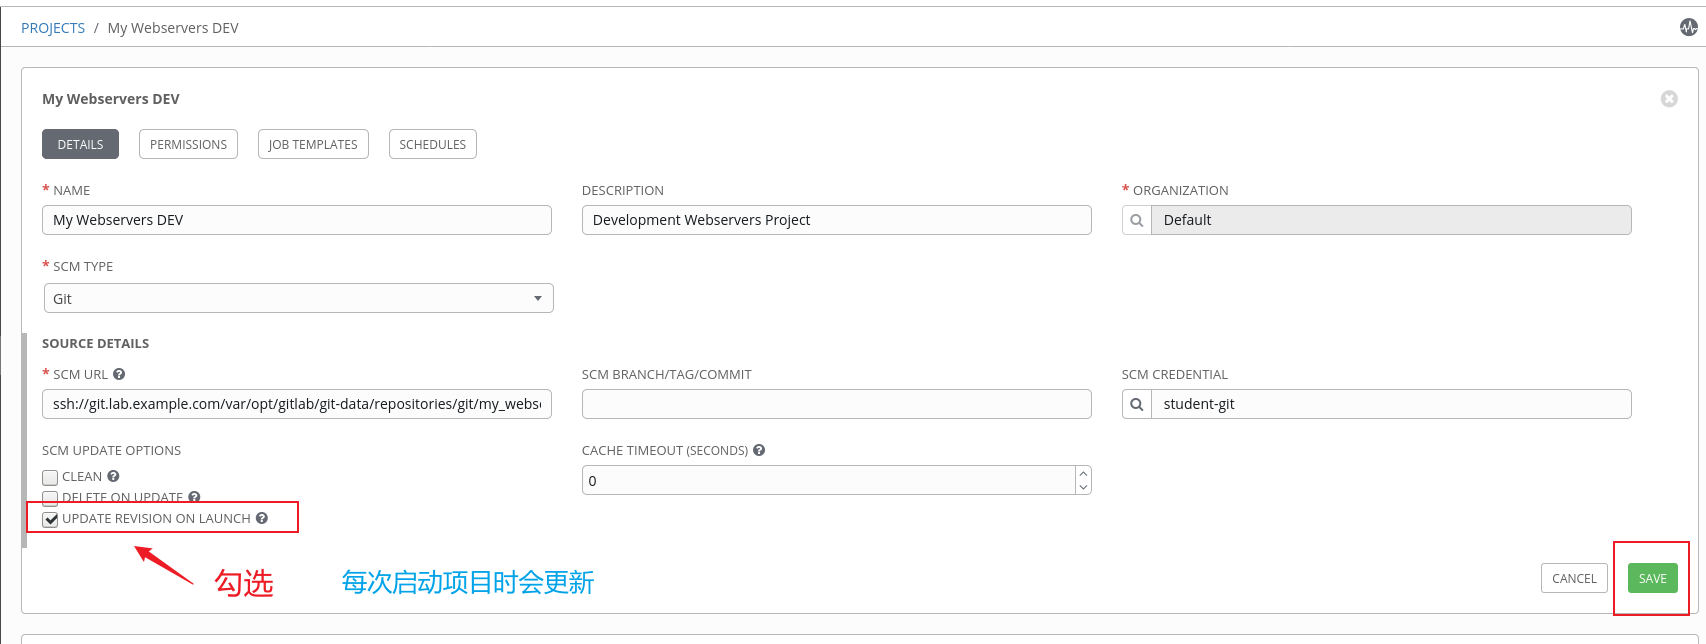 PROJECTS / My Webservers DEV
My Webservers DEV
DETAILS PERMISSIONS JOB TEMPLATES SCHEDULES
* NAME DESCRIPTION * ORGANIZATION
My Webservers DEV Development Webservers Project Default
* SCM TYPE
Git
SOURCE DETAILS
* SCM URL ? SCM BRANCH/TAG/COMMIT SCM CREDENTIAL
ssh://git.lab.example.com/var/opt/gitlab/git-data/repositories/git/my_webs student-git
SCM UPDATE OPTIONS CACHE TIMEOUT (SECONDS) ?
CLEAN ? 0
DELETE ON UPDATE ?
UPDATE REVISION ON LAUNCH ?
勾选 每次启动项目时会更新 CANCEL SAVE